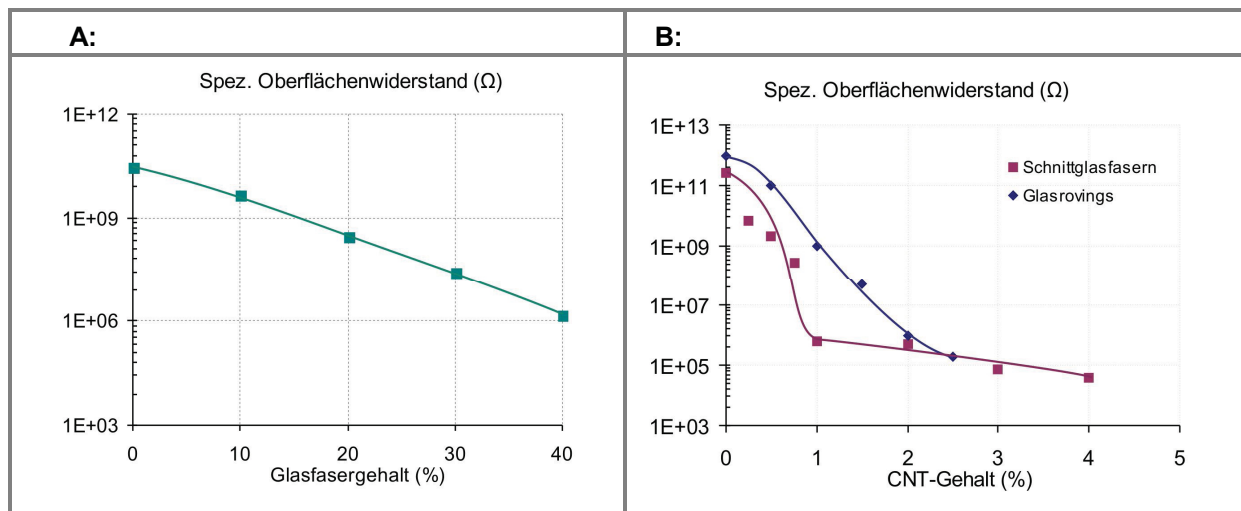 A:
Spez. Oberflächenwiderstand (Ω)
1E+12
1E+09
1E+06
1E+03
0 10 20 30 40
Glasfasergehalt (%)
B:
Spez. Oberflächenwiderstand (Ω)
1E+13
1E+11
1E+09
1E+07
1E+05
1E+03
Schnittglasfasern
Glasrovings
0 1 2 3 4 5
CNT-Gehalt (%)